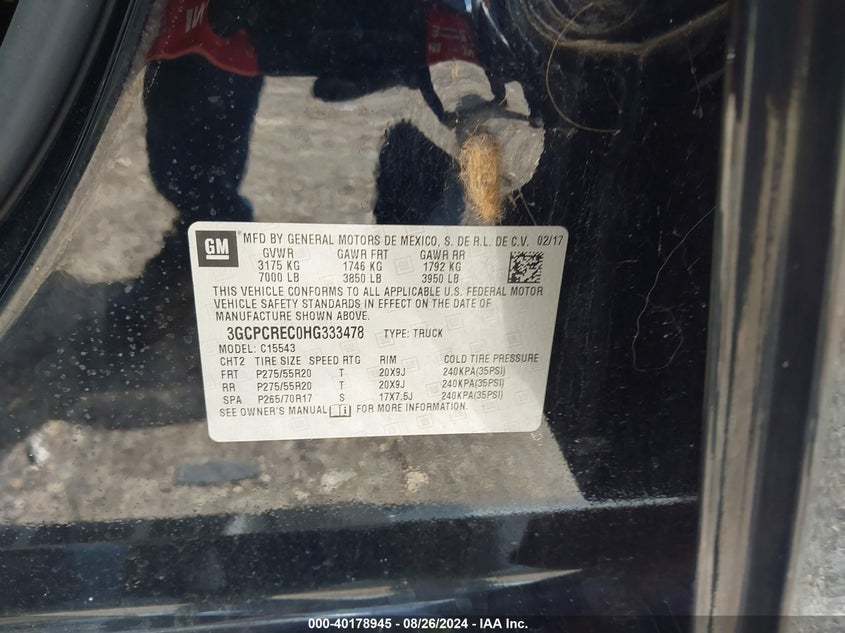 GM
MFD BY GENERAL MOTORS DE MEXICO, S. DE R.L. DE C.V. 02/17
GVWR GAWR FRT GAWR RR
3175 KG 1746 KG 1792 KG
7000 LB 3850 LB 3950 LB
THIS VEHICLE CONFORMS TO ALL APPLICABLE U.S. FEDERAL MOTOR
VEHICLE SAFETY STANDARDS IN EFFECT ON THE DATE OF
MANUFACTURE SHOWN ABOVE.
3GCPCREC0HG333478 TYPE: TRUCK
MODEL: C15543
CHT2 TIRE SIZE SPEED RTG RIM COLD TIRE PRESSURE
FRT P275/55R20 T 20X9J 240KPA(35PSI)
RR P275/55R20 T 20X9J 240KPA(35PSI)
SPA P265/70R17 S 17X7.5J 240KPA(35PSI)
SEE OWNER'S MANUAL FOR MORE INFORMATION.
000-40178945 - 08/26/2024 - IAA Inc.